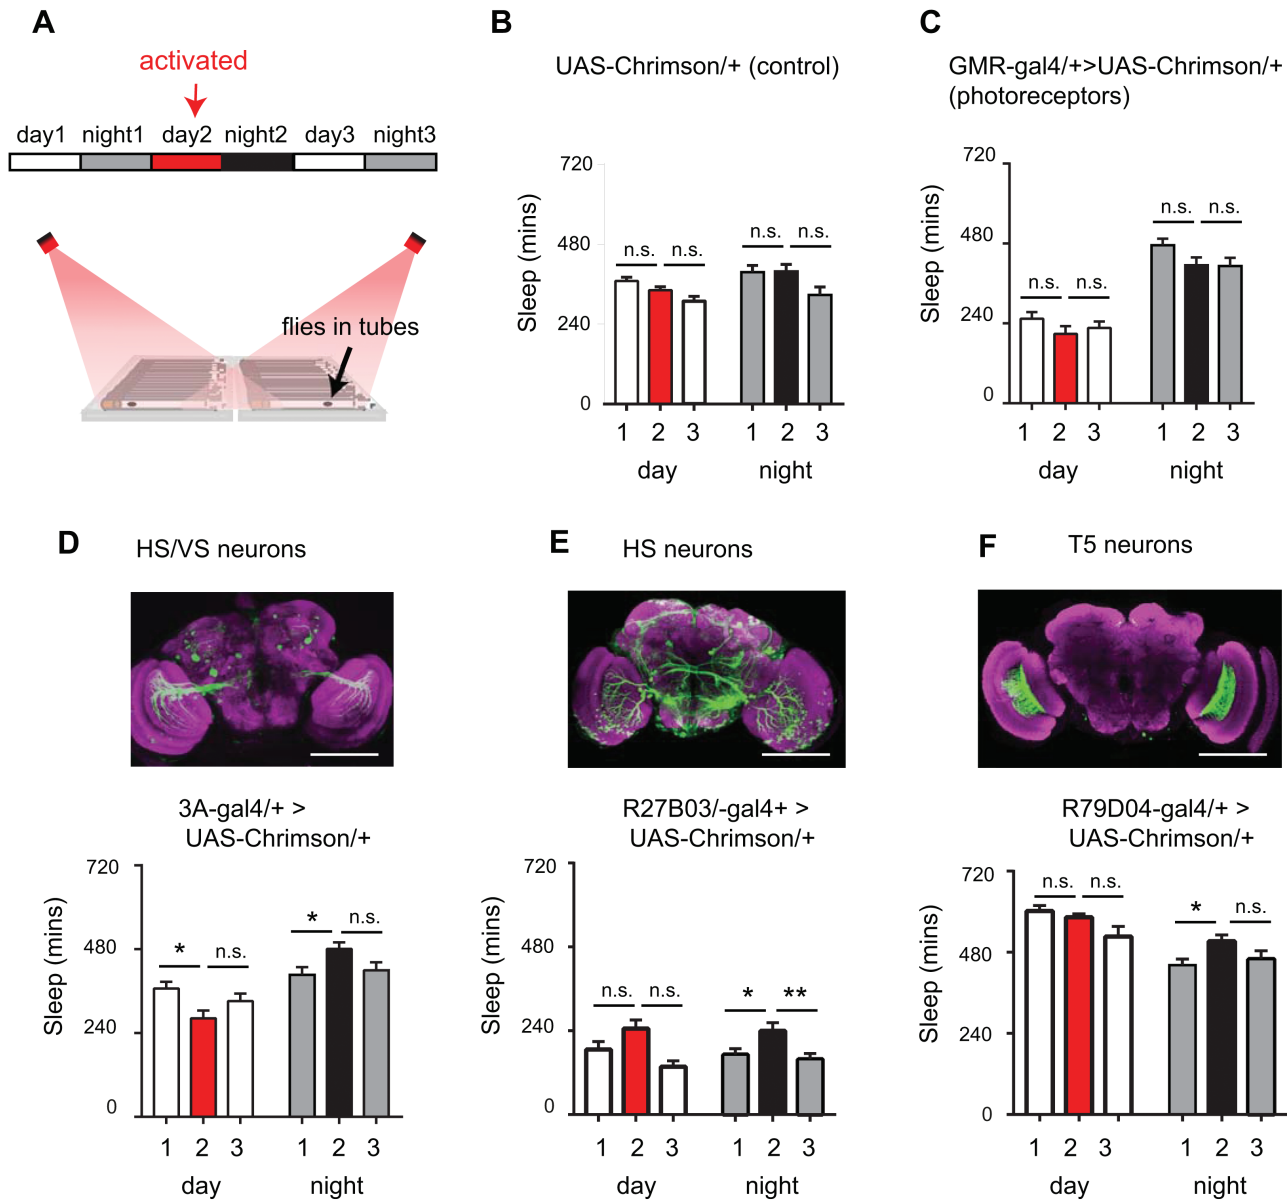 A
activated
day1 night1 day2 night2 day3 night3
flies in tubes
B
UAS-Chrimson/+ (control)
Sleep (mins)
720
480
240
0
n.s. n.s. n.s. n.s.
1 2 3 1 2 3
day night
C
GMR-gal4/+>UAS-Chrimson/+
(photoreceptors)
Sleep (mins)
720
480
240
0
n.s. n.s. n.s. n.s.
1 2 3 1 2 3
day night
D
HS/VS neurons
3A-gal4/+ >
UAS-Chrimson/+
Sleep (mins)
720
480
240
0
* n.s. * n.s.
1 2 3 1 2 3
day night
E
HS neurons
R27B03/-gal4+ >
UAS-Chrimson/+
Sleep (mins)
720
480
240
0
n.s. n.s. * **
1 2 3 1 2 3
day night
F
T5 neurons
R79D04-gal4/+ >
UAS-Chrimson/+
Sleep (mins)
720
480
240
0
n.s. n.s. * n.s.
1 2 3 1 2 3
day night